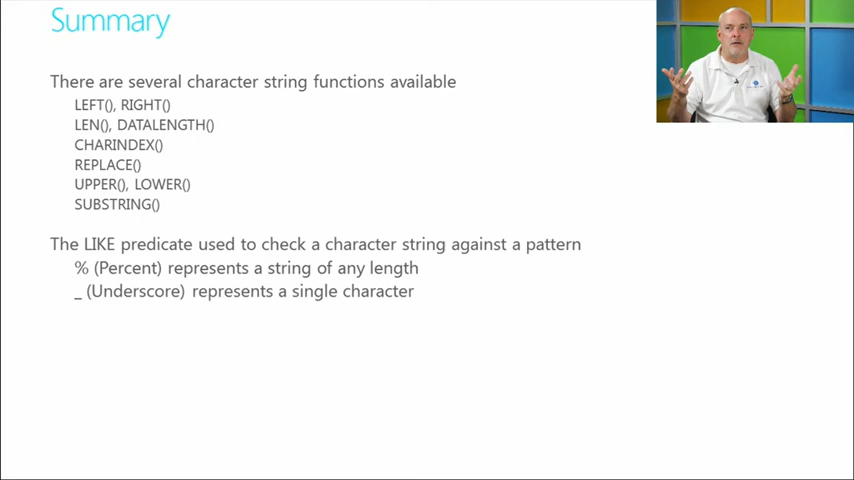 Summary
There are several character string functions available
LEFT(), RIGHT()
LEN(), DATALENGTH()
CHARINDEX()
REPLACE()
UPPER(), LOWER()
SUBSTRING()
The LIKE predicate used to check a character string against a pattern
% (Percent) represents a string of any length
_ (Underscore) represents a single character